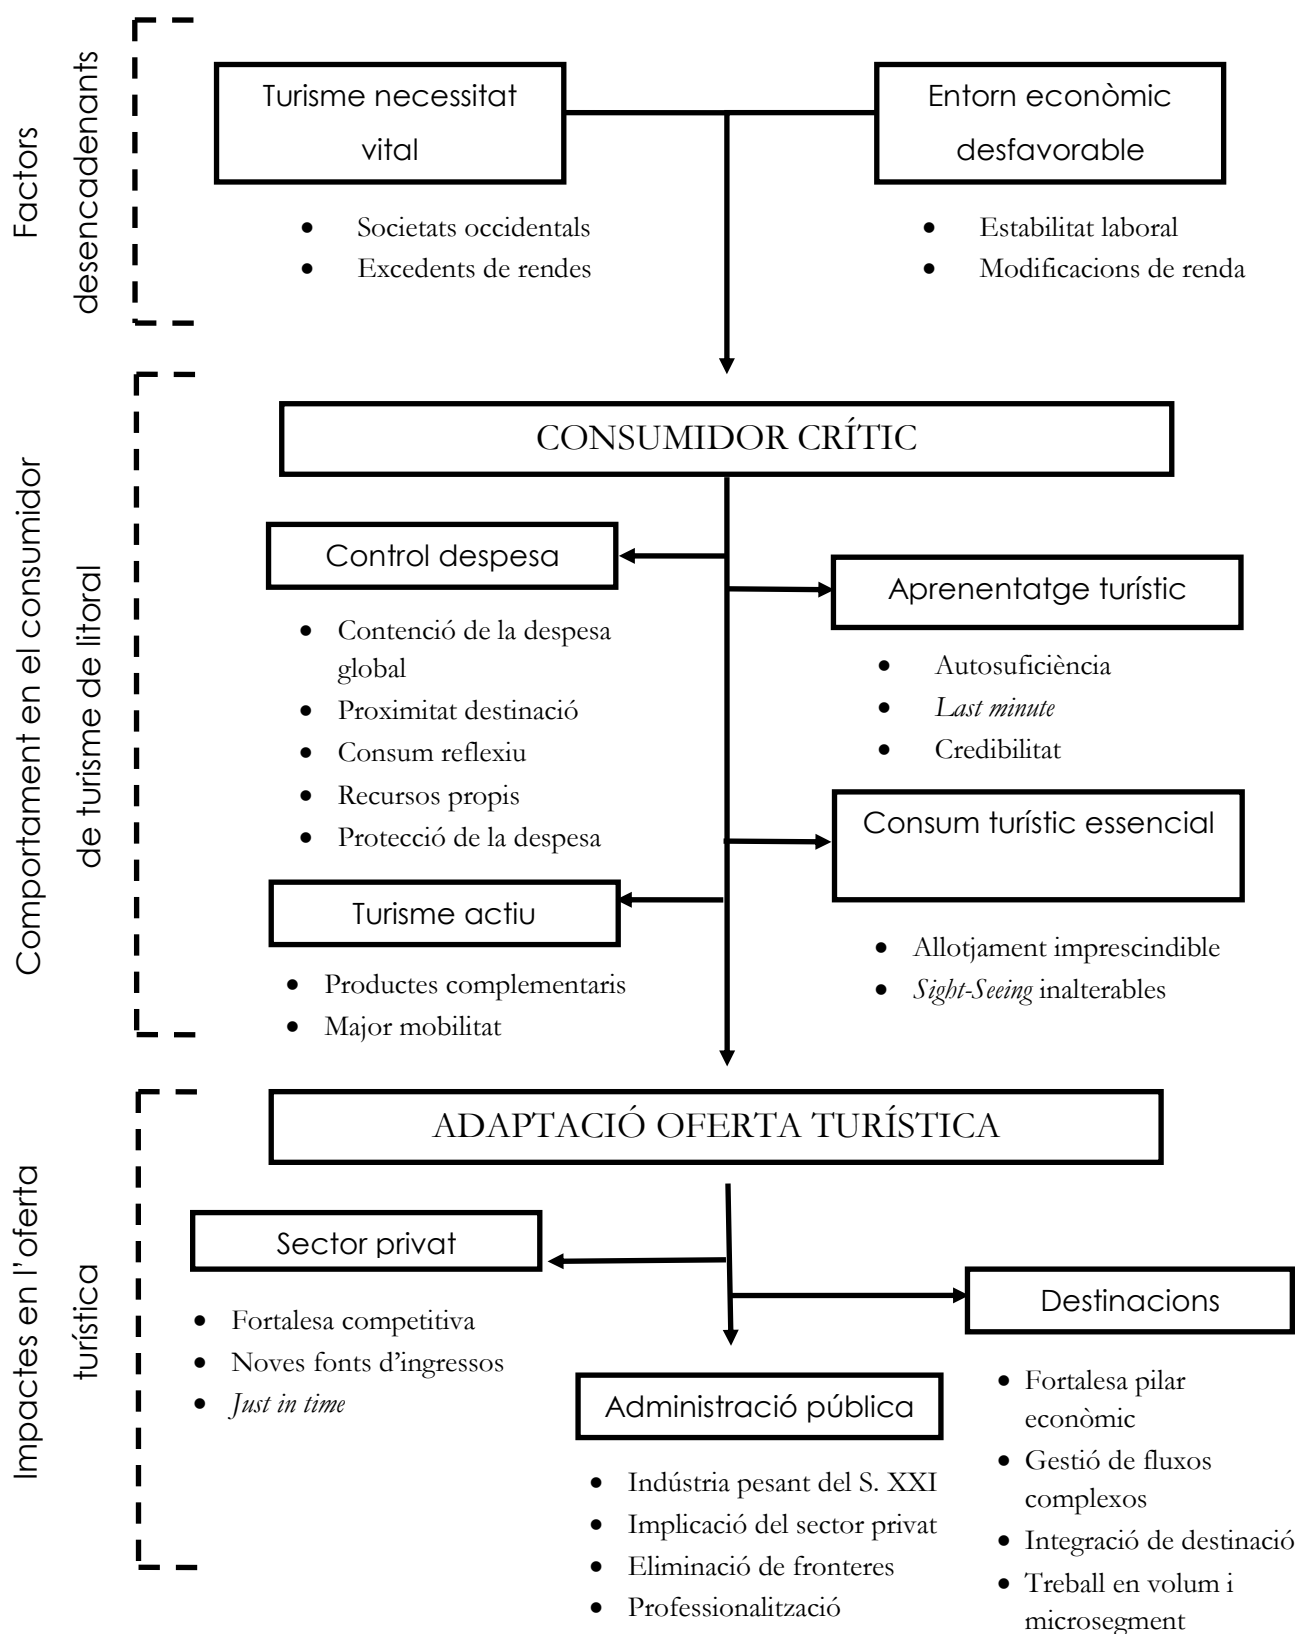 Factors
desencadenants
Turisme necessitat
vital
Entorn econòmic
desfavorable
• Societats occidentals
• Excedents de rendes
• Estabilitat laboral
• Modificacions de renda
Comportament en el consumidor
de turisme de litoral
CONSUMIDOR CRÍTIC
Control despesa
• Contenció de la despesa
global
• Proximitat destinació
• Consum reflexiu
• Recursos propis
• Protecció de la despesa
Aprenentatge turístic
• Autosuficiència
• Last minute
• Credibilitat
Consum turístic essencial
• Allotjament imprescindible
• Sight-Seeing inalterables
Turisme actiu
• Productes complementaris
• Major mobilitat
Impactes en l'oferta
turística
ADAPTACIÓ OFERTA TURÍSTICA
Sector privat
• Fortalesa competitiva
• Noves fonts d'ingressos
• Just in time
Administració pública
• Indústria pesant del S. XXI
• Implicació del sector privat
• Eliminació de fronteres
• Professionalització
Destinacions
• Fortalesa pilar
econòmic
• Gestió de fluxos
complexos
• Integració de destinació
• Treball en volum i
microsegment